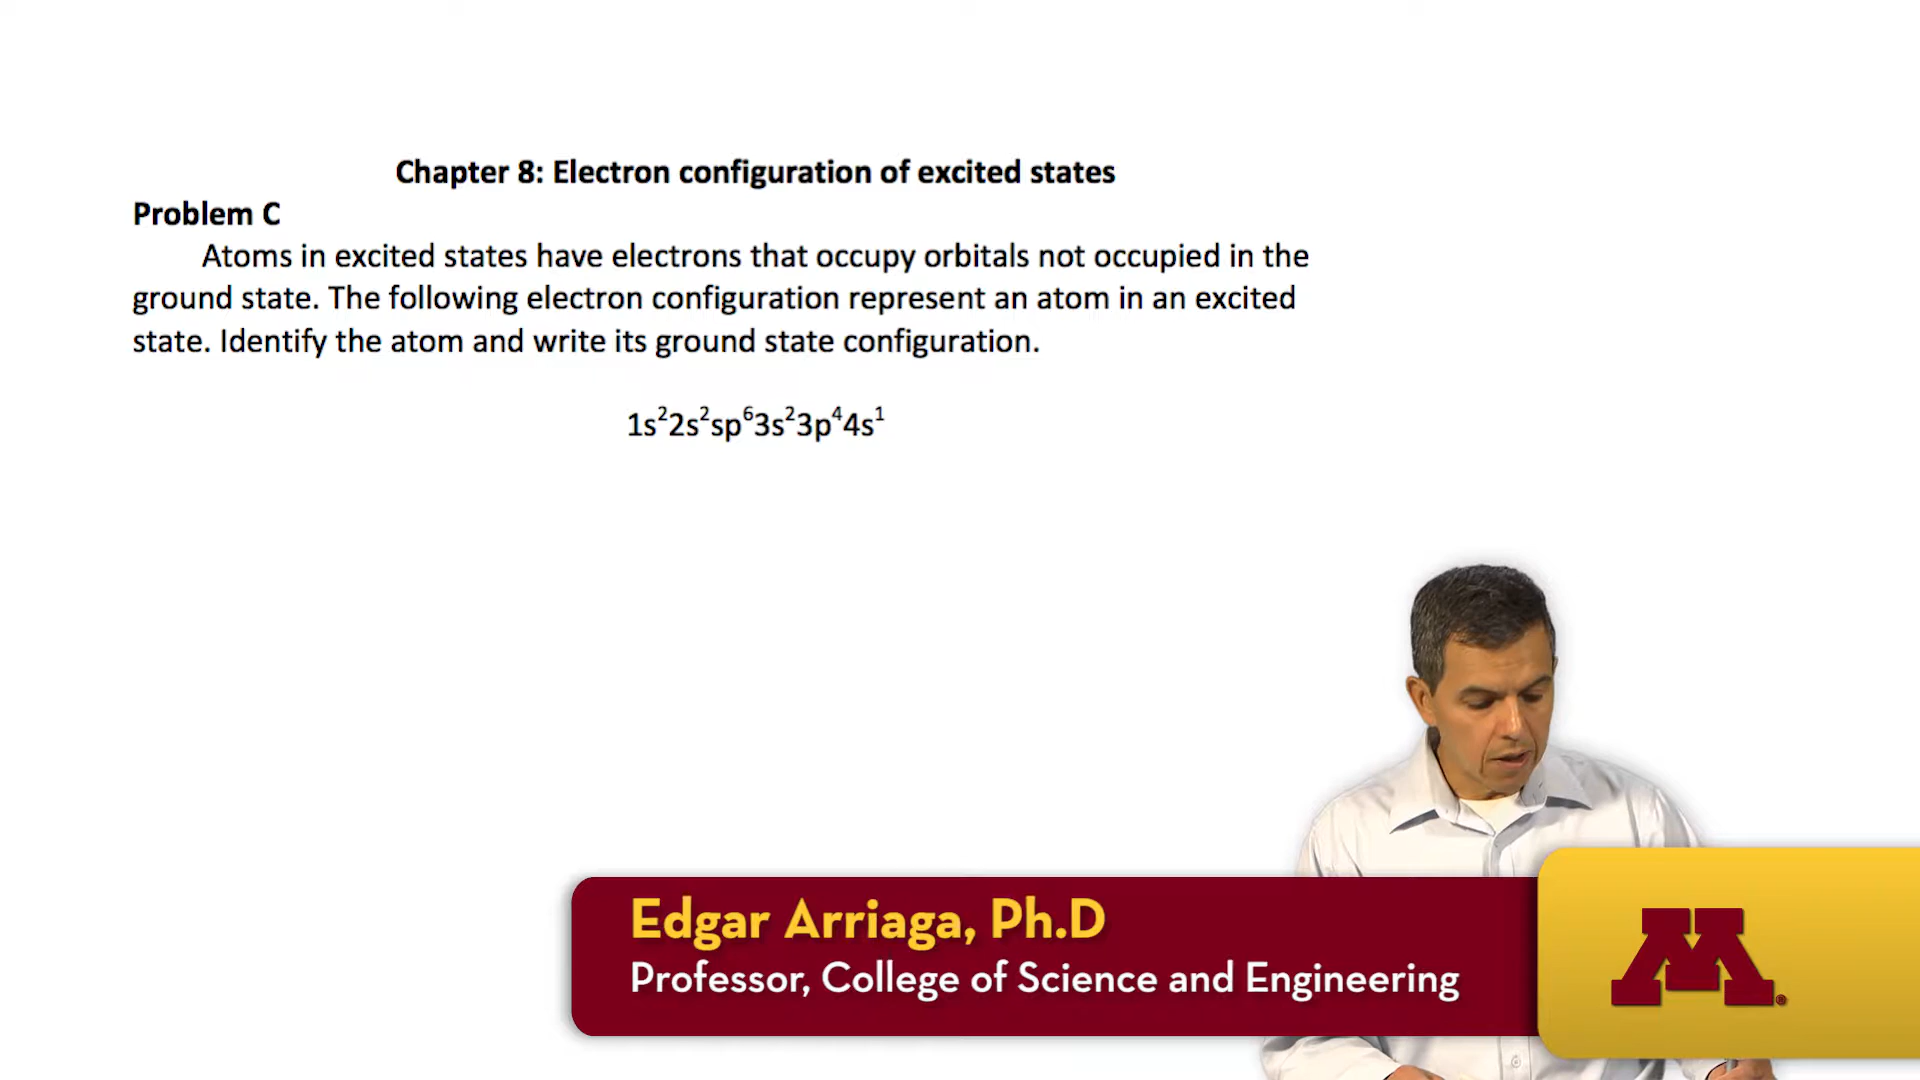 Chapter 8: Electron configuration of excited states
Problem C
Atoms in excited states have electrons that occupy orbitals not occupied in the
ground state. The following electron configuration represent an atom in an excited
state. Identify the atom and write its ground state configuration.
1s²2s²sp⁶3s²3p⁴4s¹
Edgar Arriaga, Ph.D
Professor, College of Science and Engineering
M®